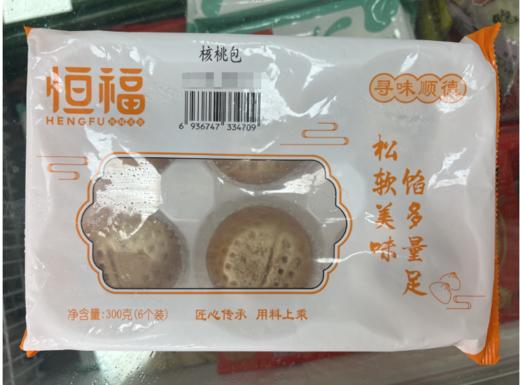 核桃包
恒福
HENGFU
6 936747 334709
寻味顺德
馅多量足
松软美味
净含量:300克(6个装)
匠心传承 用料上乘